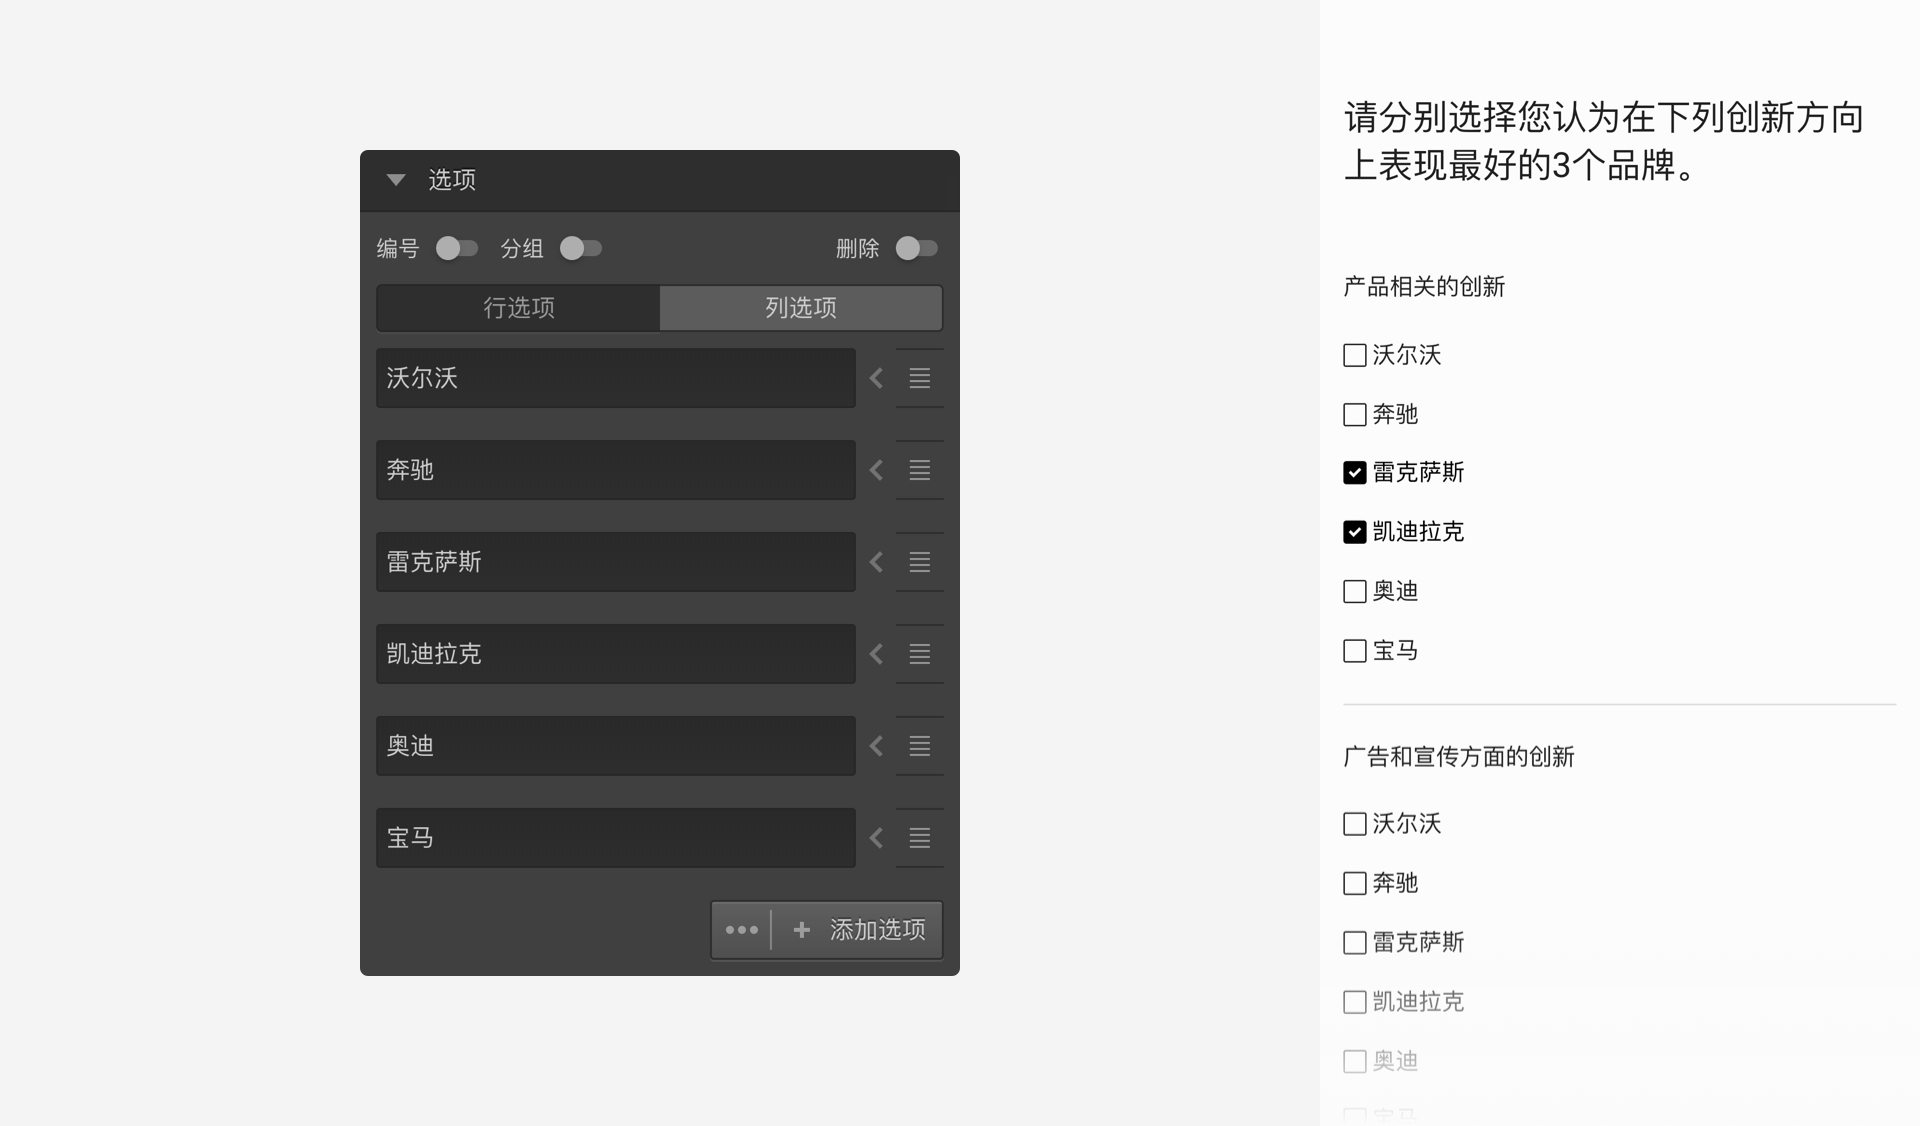 选项
编号 分组 删除
行选项 列选项
沃尔沃
奔驰
雷克萨斯
凯迪拉克
奥迪
宝马
添加选项
请分别选择您认为在下列创新方向
上表现最好的3个品牌。
产品相关的创新
沃尔沃
奔驰
雷克萨斯
凯迪拉克
奥迪
宝马
广告和宣传方面的创新
沃尔沃
奔驰
雷克萨斯
凯迪拉克
奥迪
宝马